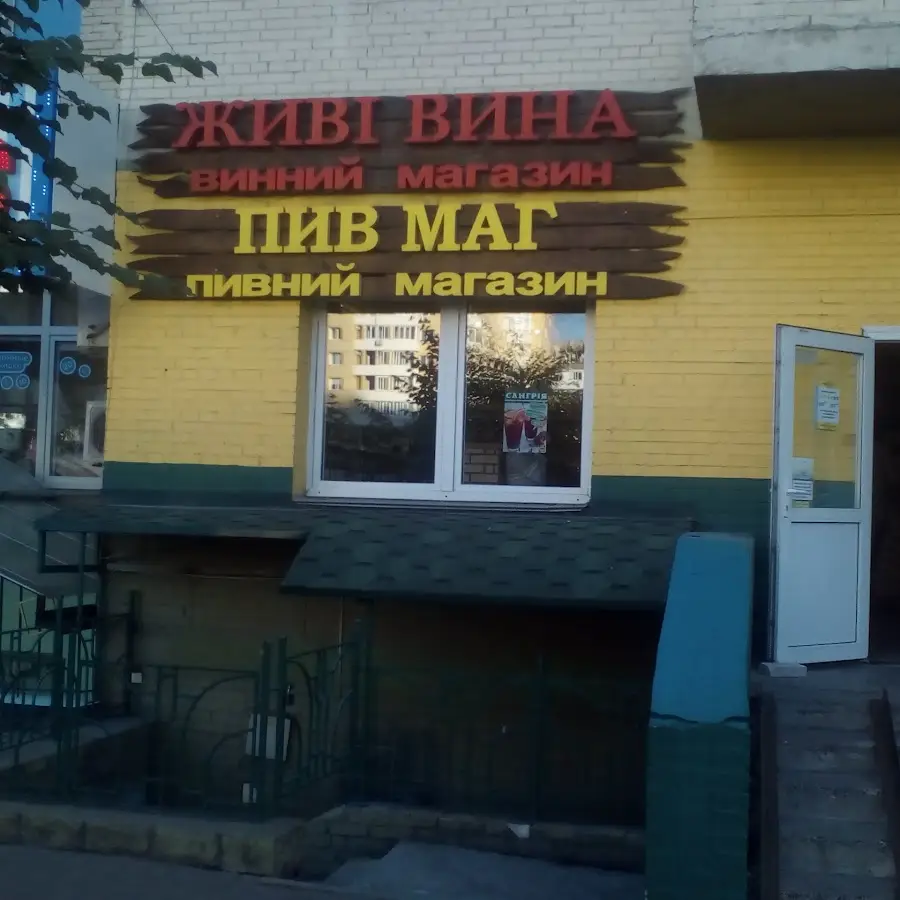 ЖИВІ ВИНА
винний магазин
ПИВ МАГ
пивний магазин
САНГРІЯ